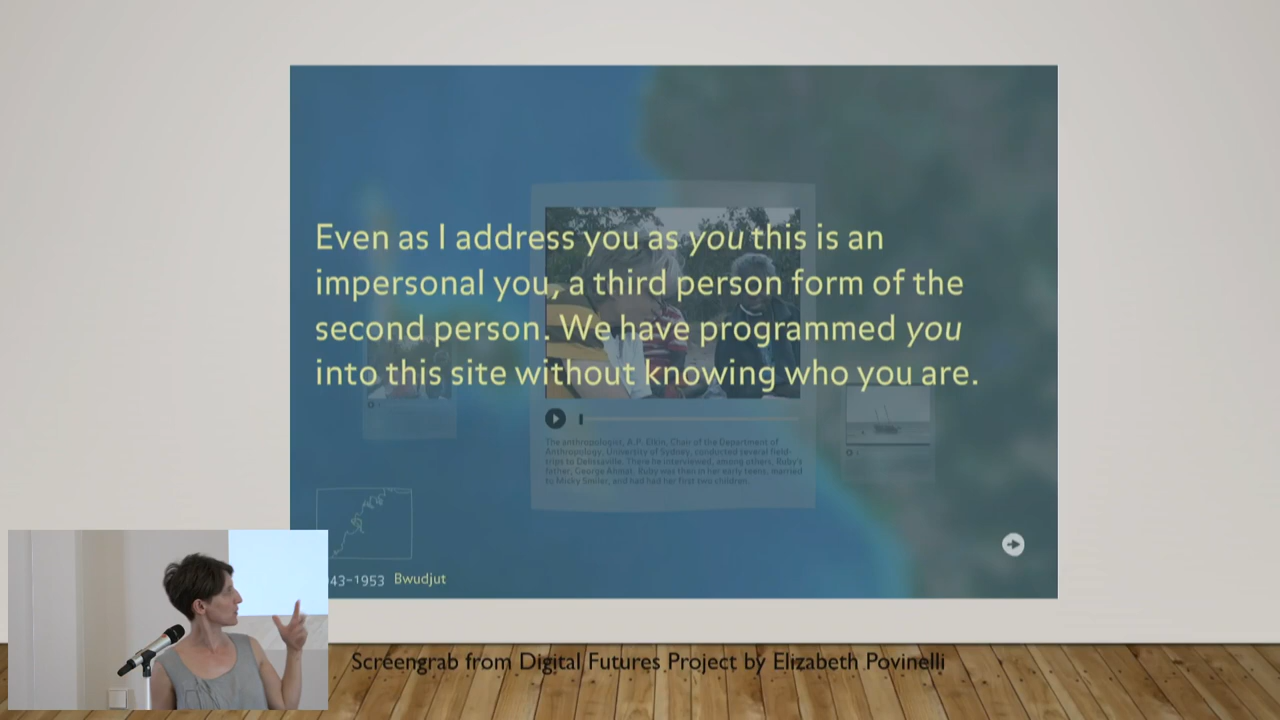 Even as I address you as you this is an
impersonal you, a third person form of the
second person. We have programmed you
into this site without knowing who you are.
The anthropologist, A.P. Elkin, Chair of the Department of
Anthropology, University of Sydney, conducted several field-
trips to Delissaville. There he interviewed, among others, Ruby's
father, George Ahmat. Ruby was then in her early teens, married
to Micky Smiler, and had had her first two children.
43-1953 Bwudjut
Screengrab from Digital Futures Project by Elizabeth Povinelli